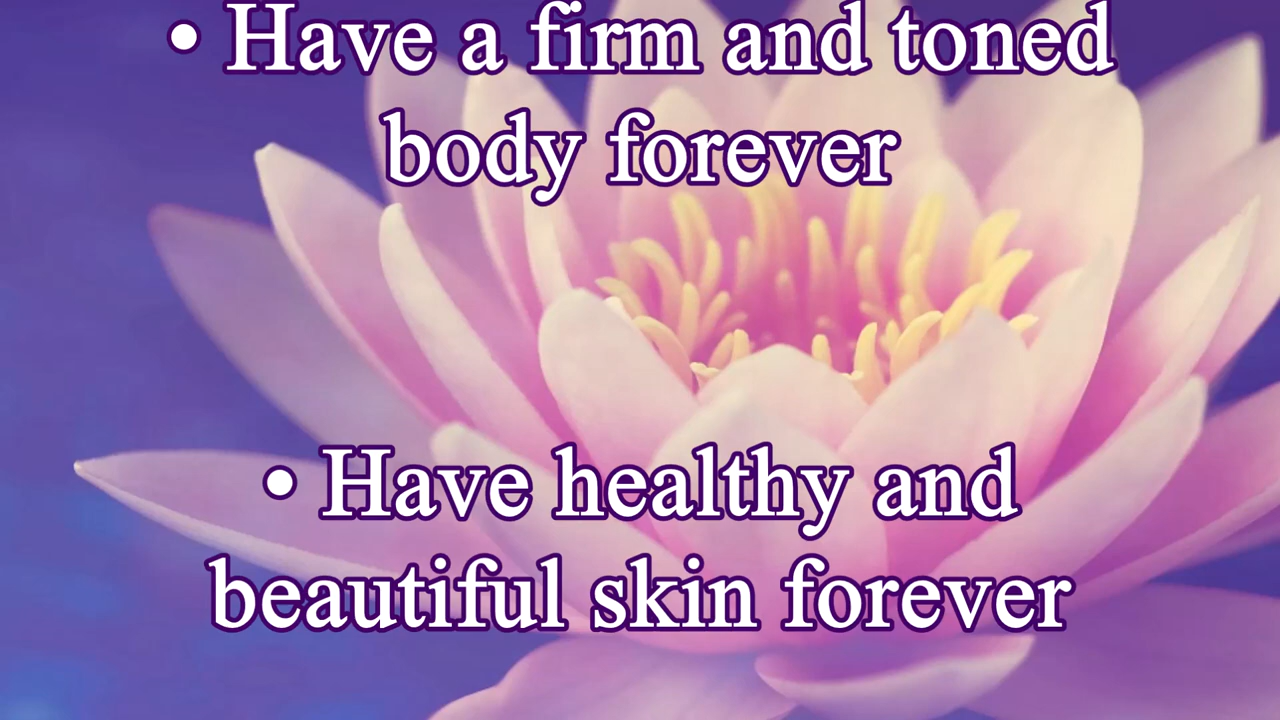 • Have a firm and toned
body forever
• Have healthy and
beautiful skin forever